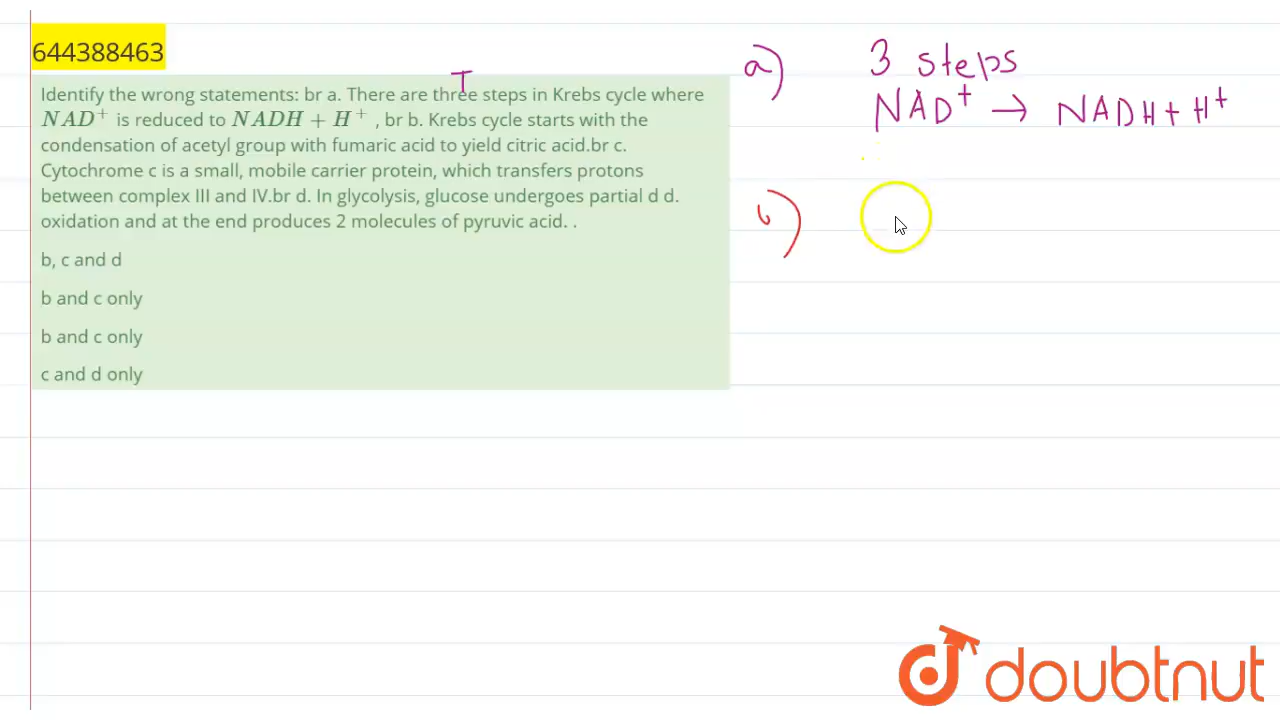 644388463
T
Identify the wrong statements: br a. There are three steps in Krebs cycle where
NAD⁺ is reduced to NADH + H⁺ , br b. Krebs cycle starts with the
condensation of acetyl group with fumaric acid to yield citric acid.br c.
Cytochrome c is a small, mobile carrier protein, which transfers protons
between complex III and IV.br d. In glycolysis, glucose undergoes partial d d.
oxidation and at the end produces 2 molecules of pyruvic acid. .
b, c and d
b and c only
b and c only
c and d only
a) 3 steps
NAD⁺ → NADH + H⁺
b)
doubtnut